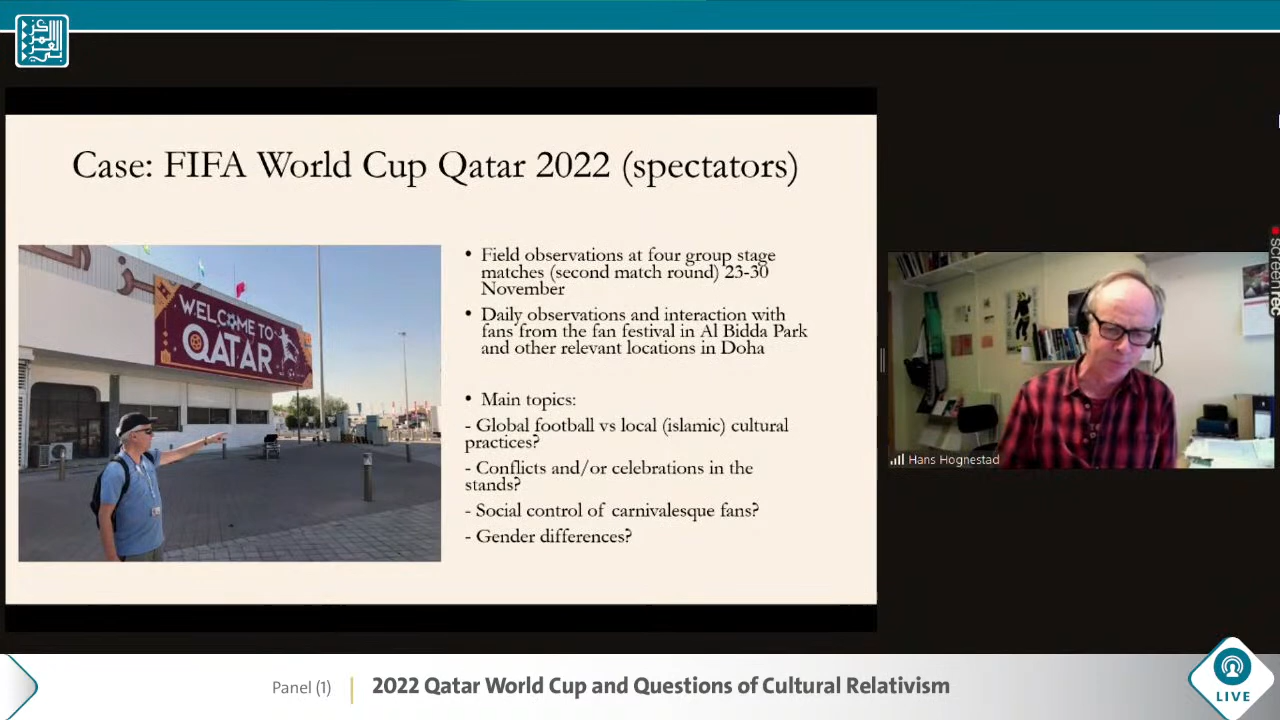 المركز
العربي
Case: FIFA World Cup Qatar 2022 (spectators)
WELCOME TO
QATAR
• Field observations at four group stage
matches (second match round) 23-30
November
• Daily observations and interaction with
fans from the fan festival in Al Bidda Park
and other relevant locations in Doha
• Main topics:
- Global football vs local (islamic) cultural
practices?
- Conflicts and/or celebrations in the
stands?
- Social control of carnivalesque fans?
- Gender differences?
Hans Hognestad
screenrec
Panel (1)
2022 Qatar World Cup and Questions of Cultural Relativism
LIVE